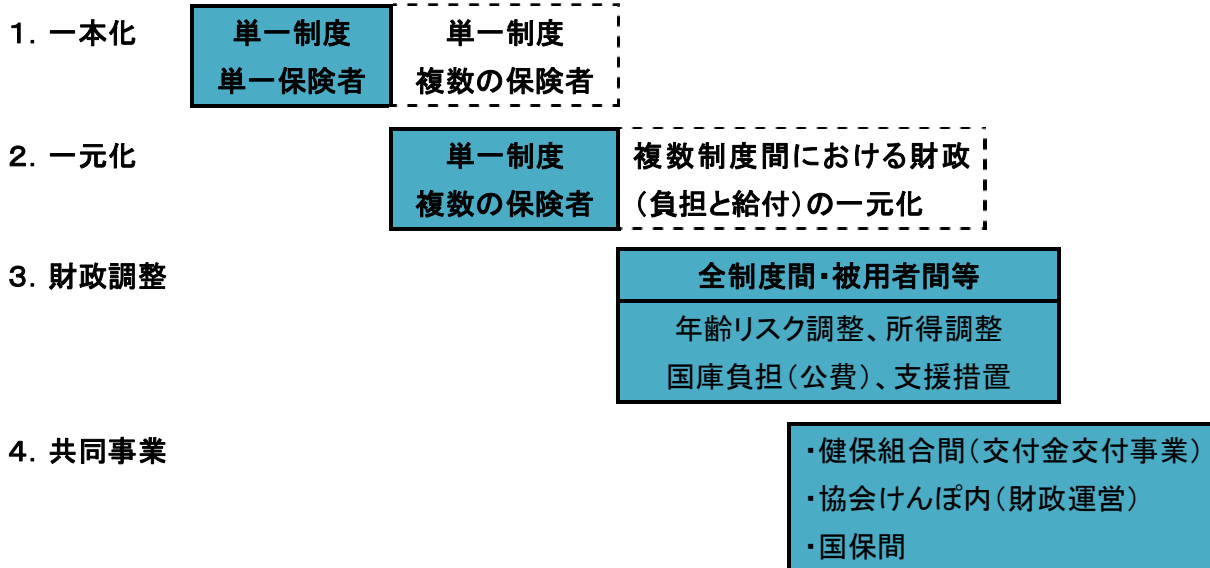 1. 一本化
単一制度
単一保険者
単一制度
複数の保険者
2. 一元化
単一制度
複数の保険者
複数制度間における財政
(負担と給付)の一元化
3. 財政調整
全制度間・被用者間等
年齢リスク調整、所得調整
国庫負担(公費)、支援措置
4. 共同事業
・健保組合間(交付金交付事業)
・協会けんぽ内(財政運営)
・国保間